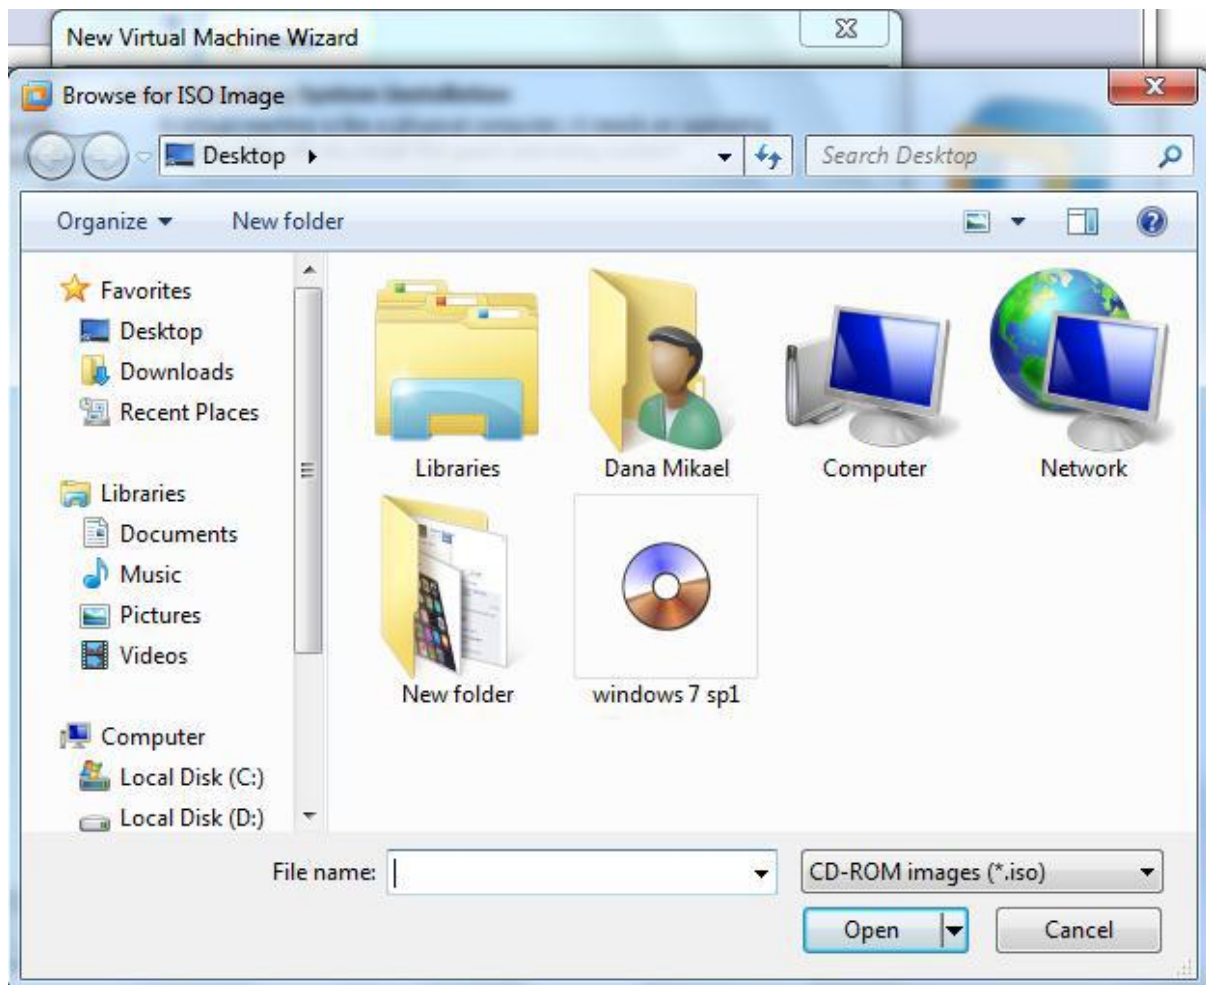 New Virtual Machine Wizard
Browse for ISO Image
System Installation
Desktop
Search Desktop
Organize
New folder
Favorites
Desktop
Downloads
Recent Places
Libraries
Documents
Music
Pictures
Videos
Computer
Local Disk (C:)
Local Disk (D:)
Libraries
Dana Mikael
Computer
Network
New folder
windows 7 sp1
File name:
CD-ROM images (*.iso)
Open
Cancel